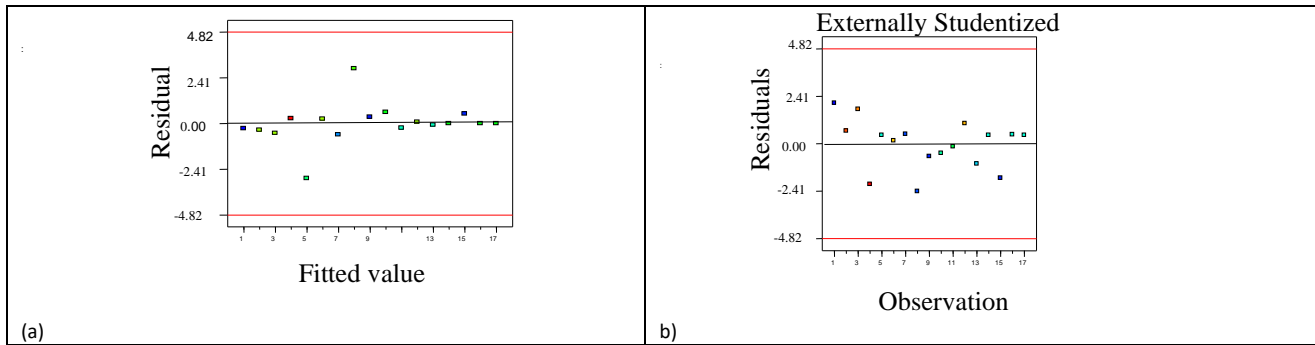 4.82
2.41
0.00
-2.41
-4.82
Residual
1 3 5 7 9 13 15 17
Fitted value
(a)
Externally Studentized
4.82
2.41
0.00
-2.41
-4.82
Residuals
1 3 5 7 9 11 13 15 17
Observation
b)